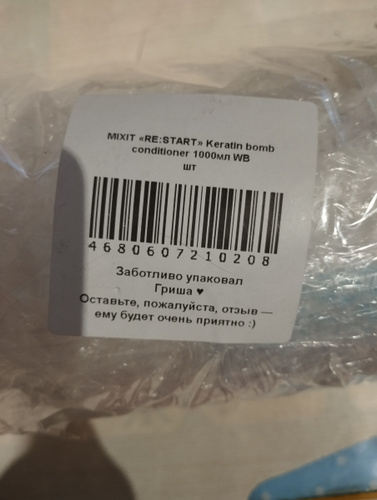 MIXIT «RE:START» Keratin bomb
conditioner 1000мл WB
шт
4680607210208
Заботливо упаковал
Гриша ♥
Оставьте, пожалуйста, отзыв —
ему будет очень приятно :)